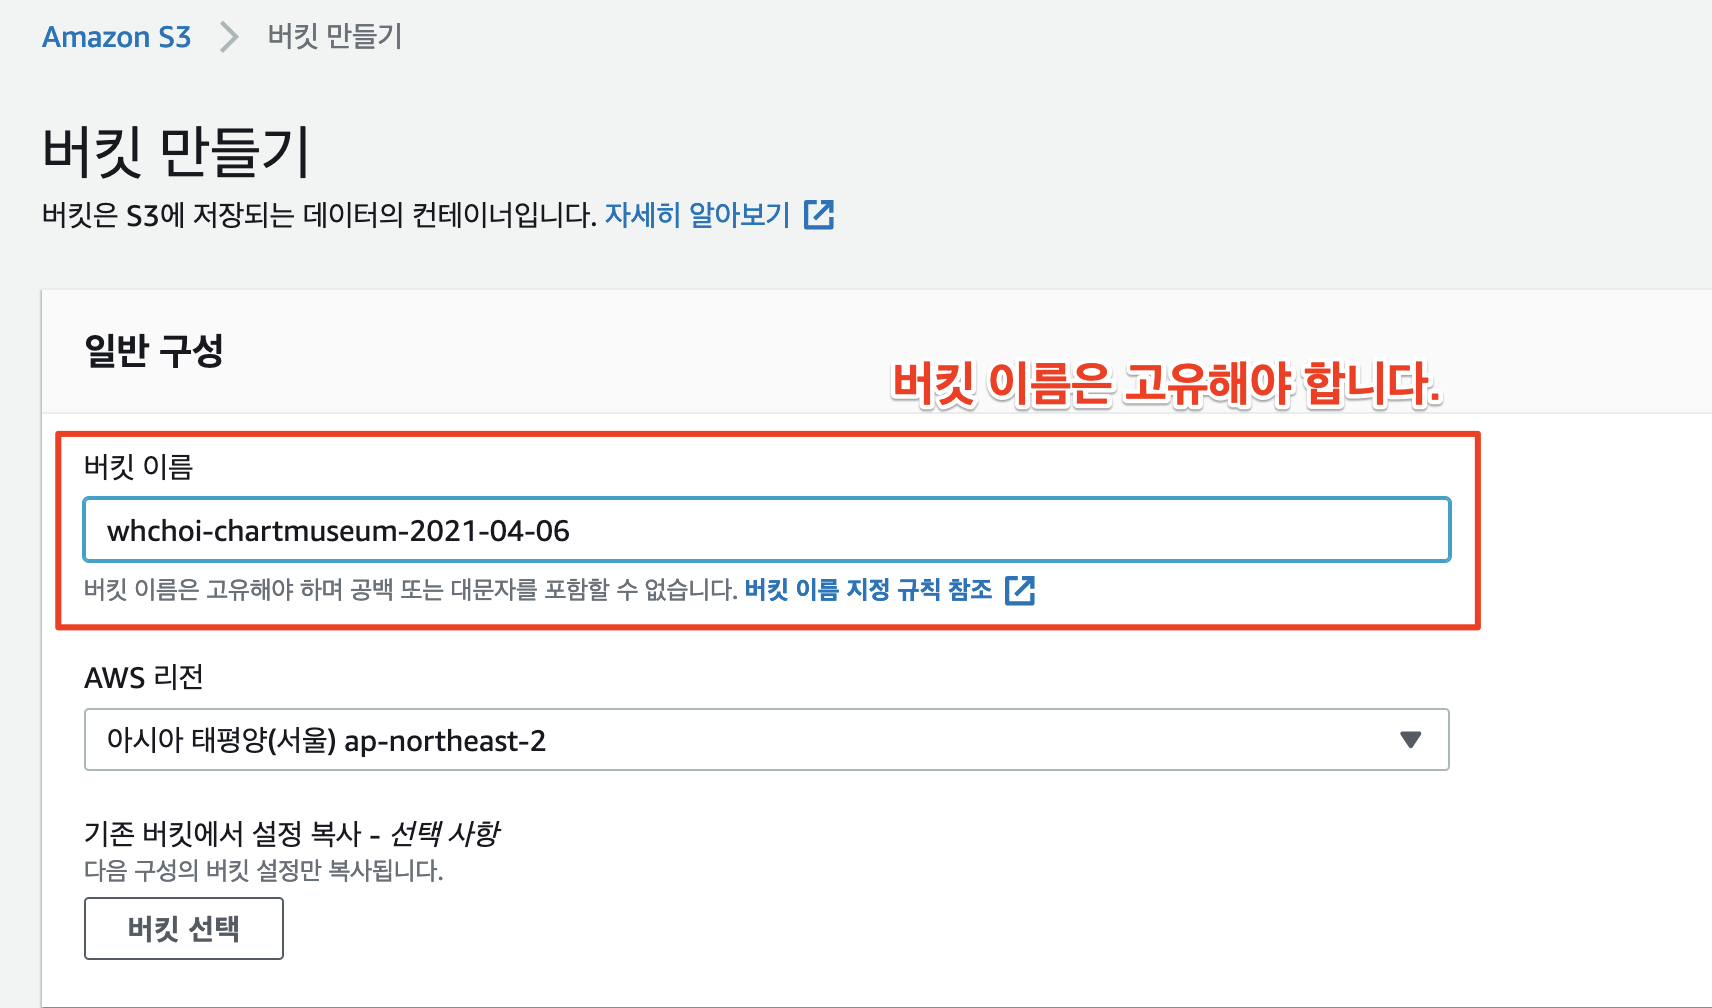 Amazon S3 > 버킷 만들기
버킷 만들기
버킷은 S3에 저장되는 데이터의 컨테이너입니다. 자세히 알아보기
일반 구성
버킷 이름은 고유해야 합니다.
버킷 이름
whchoi-chartmuseum-2021-04-06
버킷 이름은 고유해야 하며 공백 또는 대문자를 포함할 수 없습니다. 버킷 이름 지정 규칙 참조
AWS 리전
아시아 태평양(서울) ap-northeast-2
기존 버킷에서 설정 복사 - 선택 사항
다음 구성의 버킷 설정만 복사됩니다.
버킷 선택